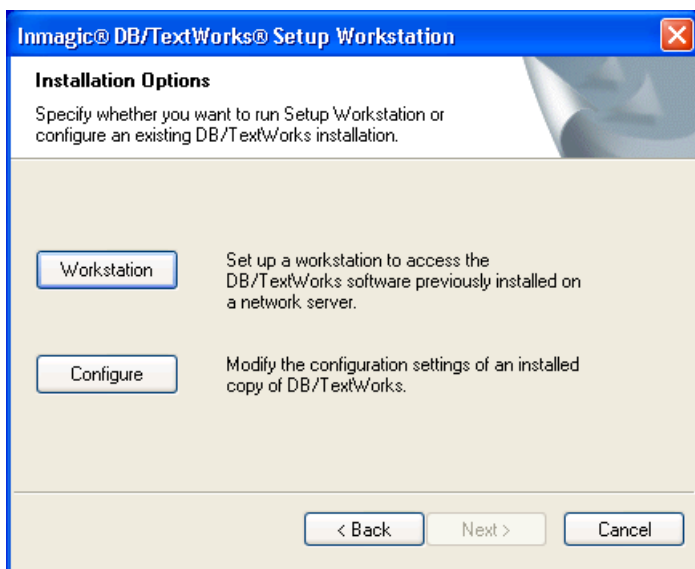 Inmagic® DB/TextWorks® Setup Workstation
Installation Options
Specify whether you want to run Setup Workstation or
configure an existing DB/TextWorks installation.
Workstation
Set up a workstation to access the
DB/TextWorks software previously installed on
a network server.
Configure
Modify the configuration settings of an installed
copy of DB/TextWorks.
< Back
Next >
Cancel